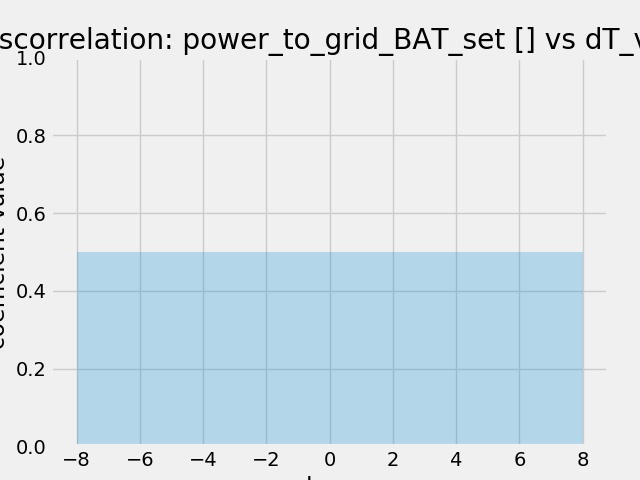 scorrelation: power_to_grid_BAT_set [] vs dT_v
1.0
0.8
0.6
0.4
0.2
0.0
coefficient value
−8 −6 −4 −2 0 2 4 6 8